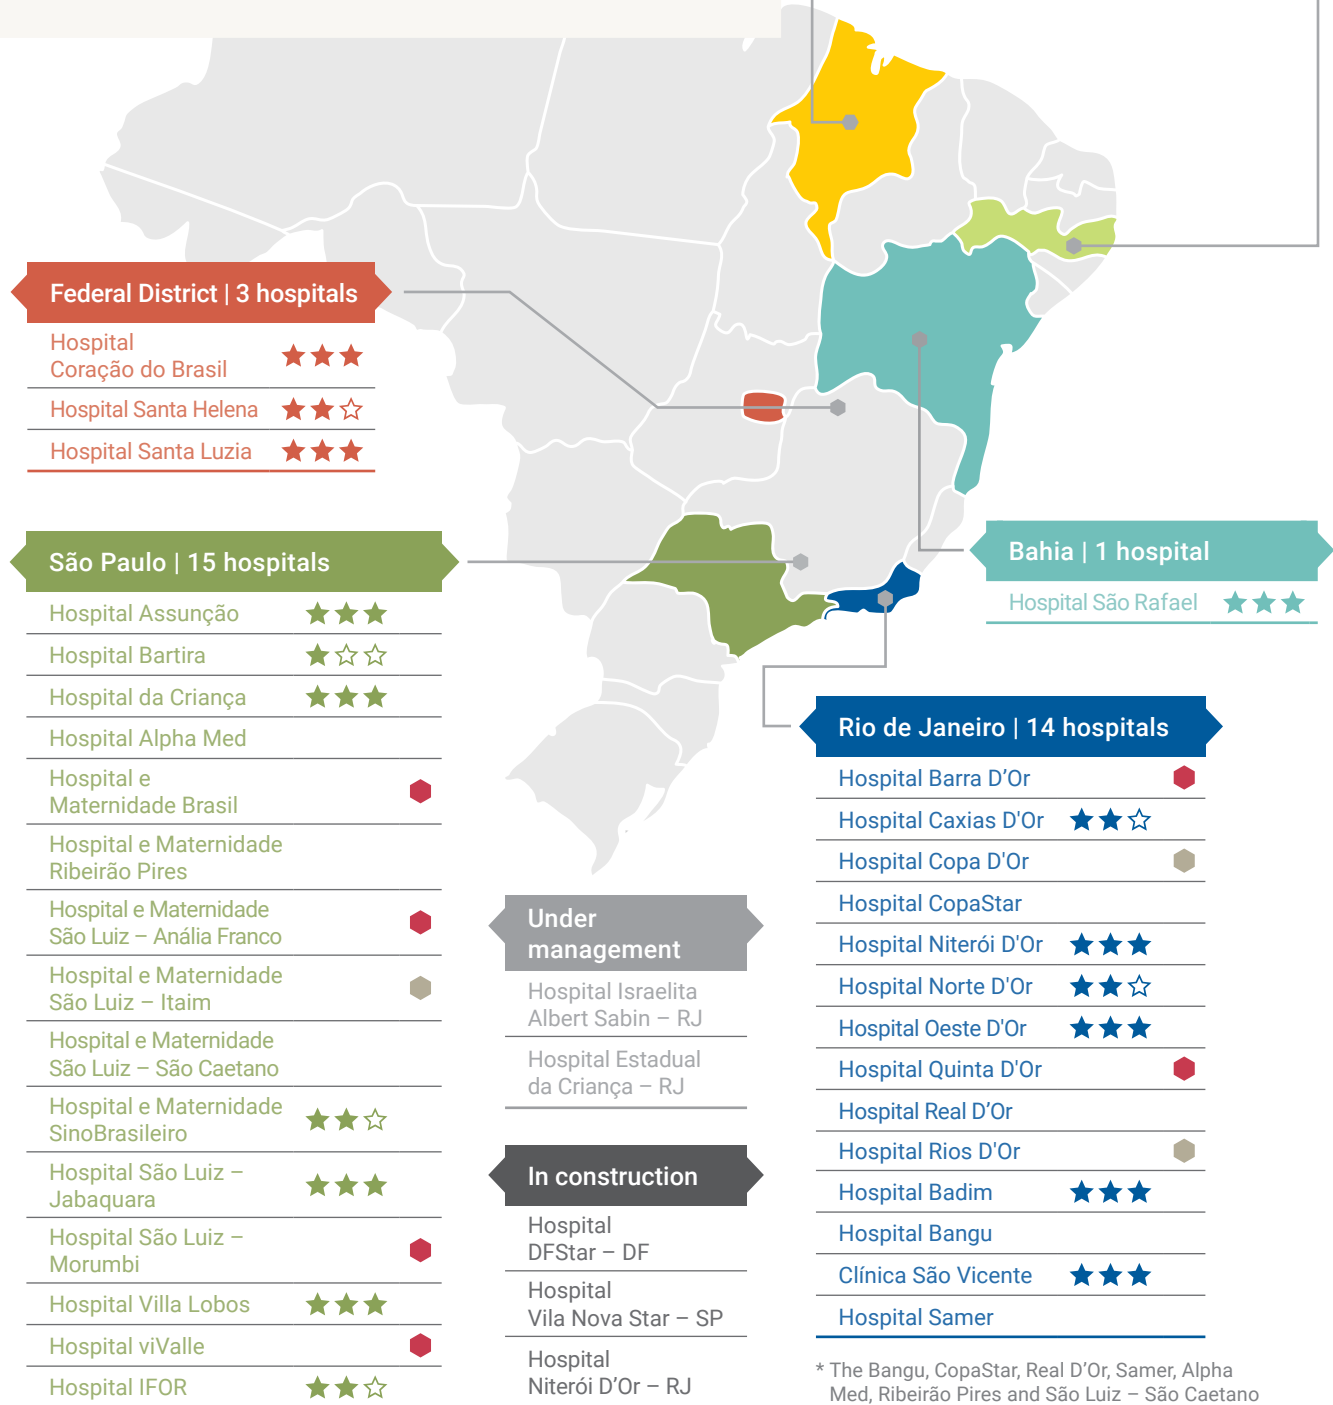 Federal District | 3 hospitals
Hospital
Coração do Brasil
Hospital Santa Helena
Hospital Santa Luzia
São Paulo | 15 hospitals
Hospital Assunção
Hospital Bartira
Hospital da Criança
Hospital Alpha Med
Hospital e
Maternidade Brasil
Hospital e Maternidade
Ribeirão Pires
Hospital e Maternidade
São Luiz – Anália Franco
Hospital e Maternidade
São Luiz – Itaim
Hospital e Maternidade
São Luiz – São Caetano
Hospital e Maternidade
SinoBrasileiro
Hospital São Luiz –
Jabaquara
Hospital São Luiz –
Morumbi
Hospital Villa Lobos
Hospital viValle
Hospital IFOR
Under
management
Hospital Israelita
Albert Sabin – RJ
Hospital Estadual
da Criança – RJ
In construction
Hospital
DFStar – DF
Hospital
Vila Nova Star – SP
Hospital
Niterói D’Or – RJ
Bahia | 1 hospital
Hospital São Rafael
Rio de Janeiro | 14 hospitals
Hospital Barra D’Or
Hospital Caxias D'Or
Hospital Copa D'Or
Hospital CopaStar
Hospital Niterói D'Or
Hospital Norte D'Or
Hospital Oeste D'Or
Hospital Quinta D'Or
Hospital Real D’Or
Hospital Rios D'Or
Hospital Badim
Hospital Bangu
Clínica São Vicente
Hospital Samer
* The Bangu, CopaStar, Real D’Or, Samer, Alpha
Med, Ribeirão Pires and São Luiz – São Caetano